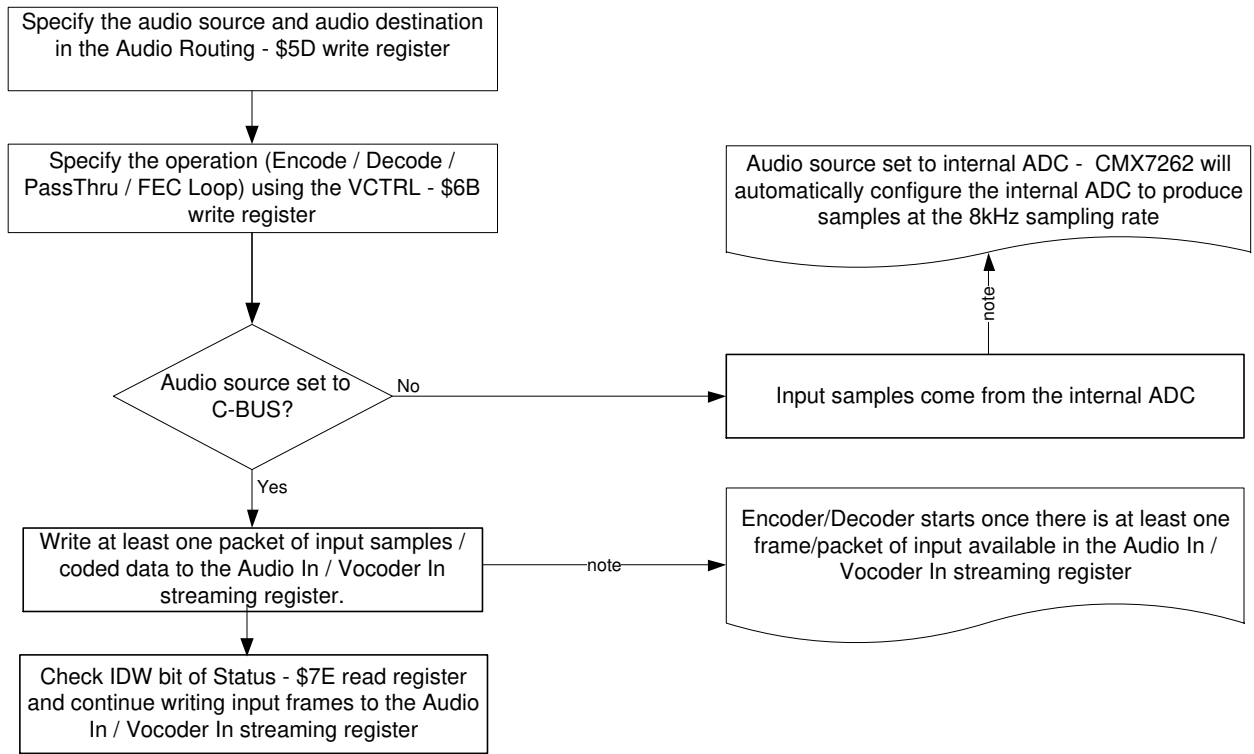 Specify the audio source and audio destination
in the Audio Routing - $5D write register
Specify the operation (Encode / Decode /
PassThru / FEC Loop) using the VCTRL - $6B
write register
Audio source set to internal ADC - CMX7262 will
automatically configure the internal ADC to produce
samples at the 8kHz sampling rate
note
Audio source set to
C-BUS?
No
Input samples come from the internal ADC
Yes
Write at least one packet of input samples /
coded data to the Audio In / Vocoder In
streaming register.
note
Encoder/Decoder starts once there is at least one
frame/packet of input available in the Audio In /
Vocoder In streaming register
Check IDW bit of Status - $7E read register
and continue writing input frames to the Audio
In / Vocoder In streaming register